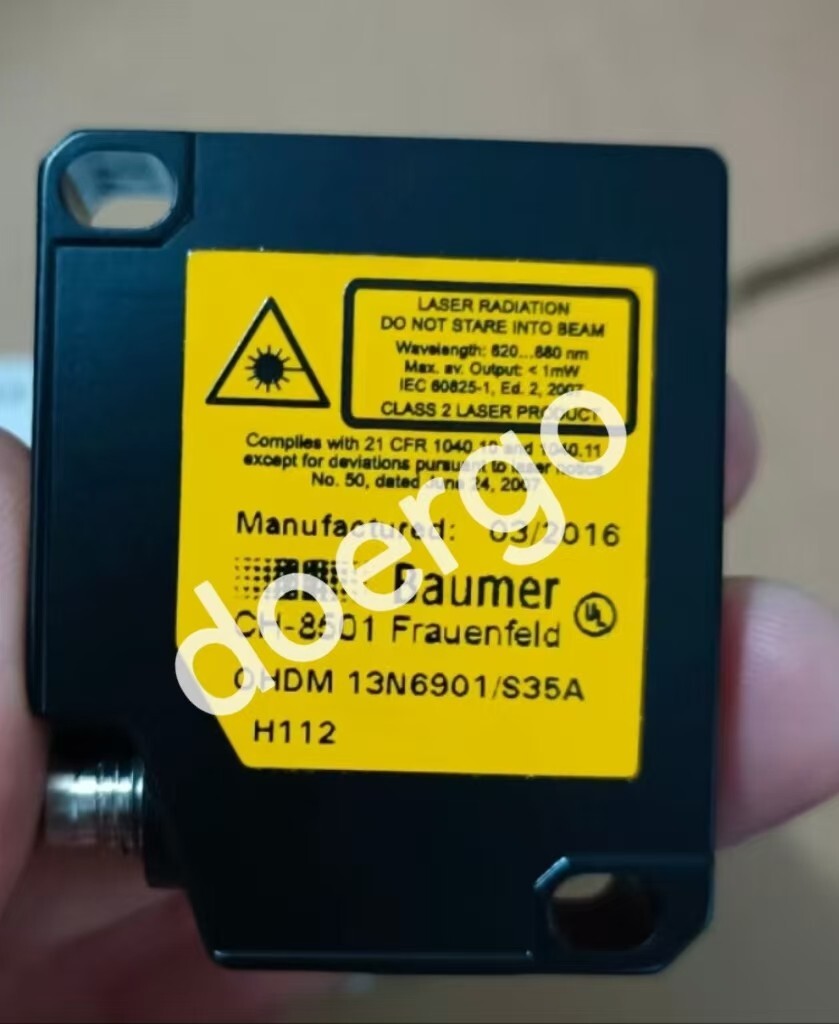 LASER RADIATION
DO NOT STARE INTO BEAM
Wavelength: 620...680 nm
Max. av. Output: < 1mW
IEC 60825-1, Ed. 2, 2007
CLASS 2 LASER PRODUCT
Complies with 21 CFR 1040.10 and 1040.11
except for deviations pursuant to laser notice
No. 50, dated June 24, 2007
Manufactured: 03/2016
Baumer
UL
CH-8501 Frauenfeld
OHDM 13N6901/S35A
H112
doergo